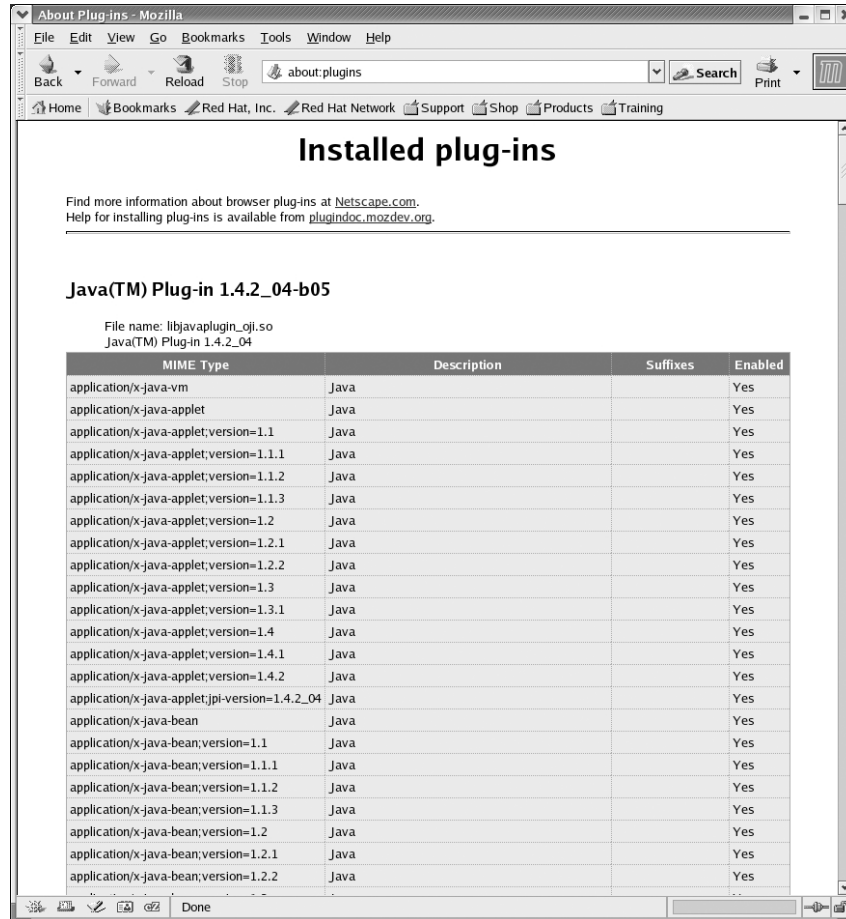 About Plug-ins - Mozilla
File Edit View Go Bookmarks Tools Window Help
Back Forward Reload Stop about:plugins Search Print
Home Bookmarks Red Hat, Inc. Red Hat Network Support Shop Products Training
Installed plug-ins
Find more information about browser plug-ins at Netscape.com.
Help for installing plug-ins is available from plugindoc.mozdev.org.
Java(TM) Plug-in 1.4.2_04-b05
File name: libjavaplugin_oji.so
Java(TM) Plug-in 1.4.2_04
MIME Type Description Suffixes Enabled
application/x-java-vm Java Yes
application/x-java-applet Java Yes
application/x-java-applet;version=1.1 Java Yes
application/x-java-applet;version=1.1.1 Java Yes
application/x-java-applet;version=1.1.2 Java Yes
application/x-java-applet;version=1.1.3 Java Yes
application/x-java-applet;version=1.2 Java Yes
application/x-java-applet;version=1.2.1 Java Yes
application/x-java-applet;version=1.2.2 Java Yes
application/x-java-applet;version=1.3 Java Yes
application/x-java-applet;version=1.3.1 Java Yes
application/x-java-applet;version=1.4 Java Yes
application/x-java-applet;version=1.4.1 Java Yes
application/x-java-applet;version=1.4.2 Java Yes
application/x-java-applet;jpi-version=1.4.2_04 Java Yes
application/x-java-bean Java Yes
application/x-java-bean;version=1.1 Java Yes
application/x-java-bean;version=1.1.1 Java Yes
application/x-java-bean;version=1.1.2 Java Yes
application/x-java-bean;version=1.1.3 Java Yes
application/x-java-bean;version=1.2 Java Yes
application/x-java-bean;version=1.2.1 Java Yes
application/x-java-bean;version=1.2.2 Java Yes
Done